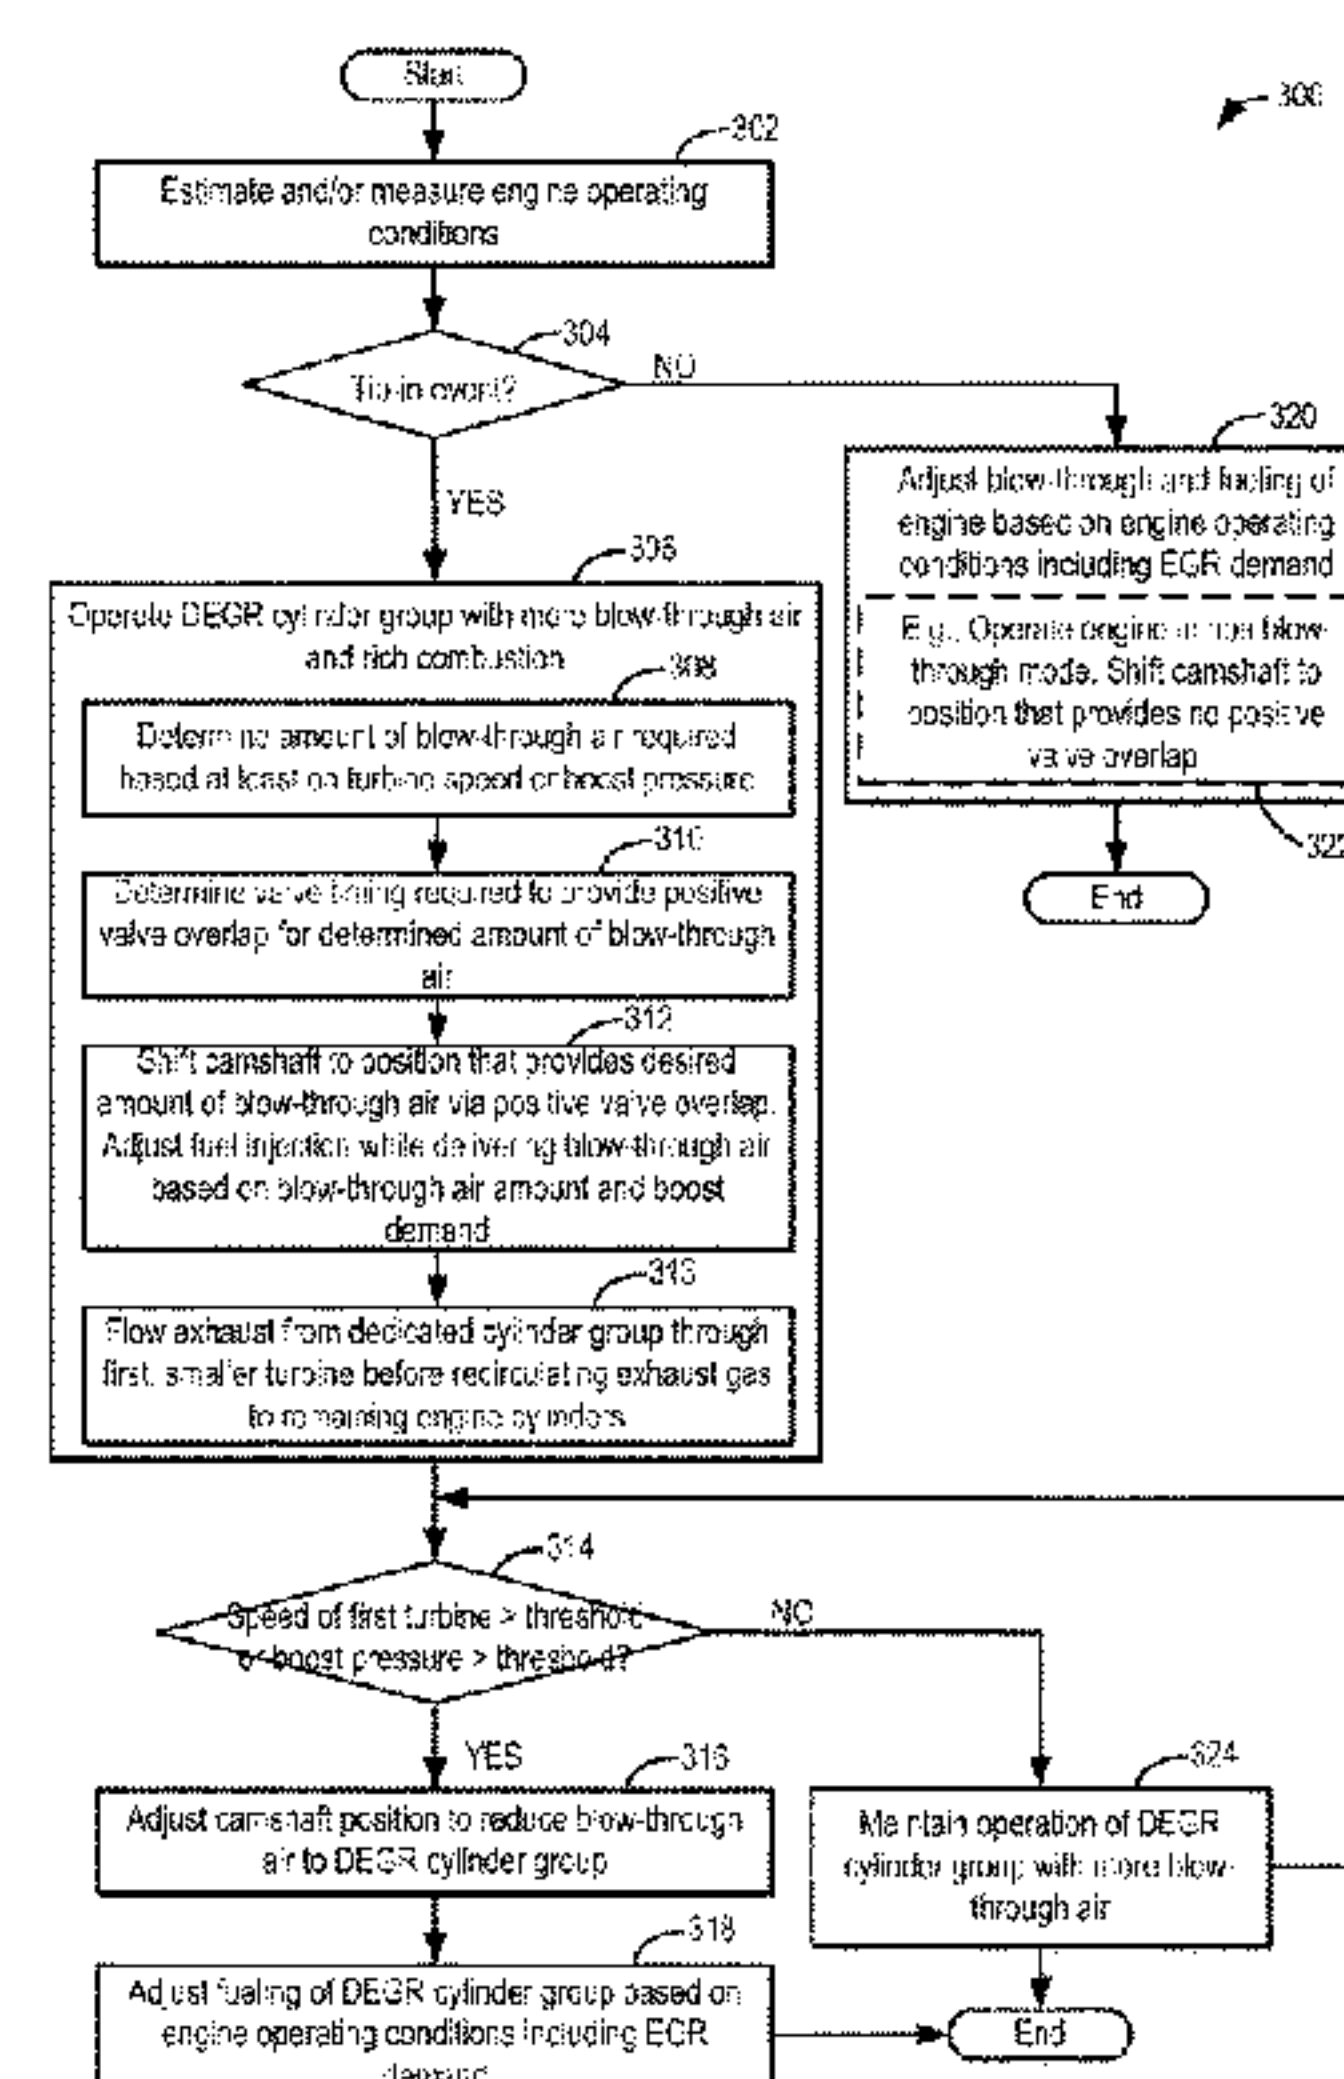 Start
300
302
Estimate and/or measure engine operating
conditions
304
Tip-in event?
NO
YES
320
Adjust blow-through and fueling of
engine based on engine operating
conditions including EGR demand
E.g., Operate engine in non blow-
through mode. Shift camshaft to
position that provides no positive
valve overlap
322
End
306
Operate DEGR cylinder group with more blow-through air
and rich combustion
308
Determine amount of blow-through air required
based at least on turbine speed or boost pressure
310
Determine valve timing required to provide positive
valve overlap for determined amount of blow-through
air
312
Shift camshaft to position that provides desired
amount of blow-through air via positive valve overlap.
Adjust fuel injection while delivering blow-through air
based on blow-through air amount and boost
demand
313
Flow exhaust from dedicated cylinder group through
first, smaller turbine before recirculating exhaust gas
to remaining engine cylinders
314
Speed of first turbine > threshold
or boost pressure > threshold?
NO
YES
316
Adjust camshaft position to reduce blow-through
air to DEGR cylinder group
324
Maintain operation of DEGR
cylinder group with more blow-
through air
318
Adjust fueling of DEGR cylinder group based on
engine operating conditions including EGR
demand
End